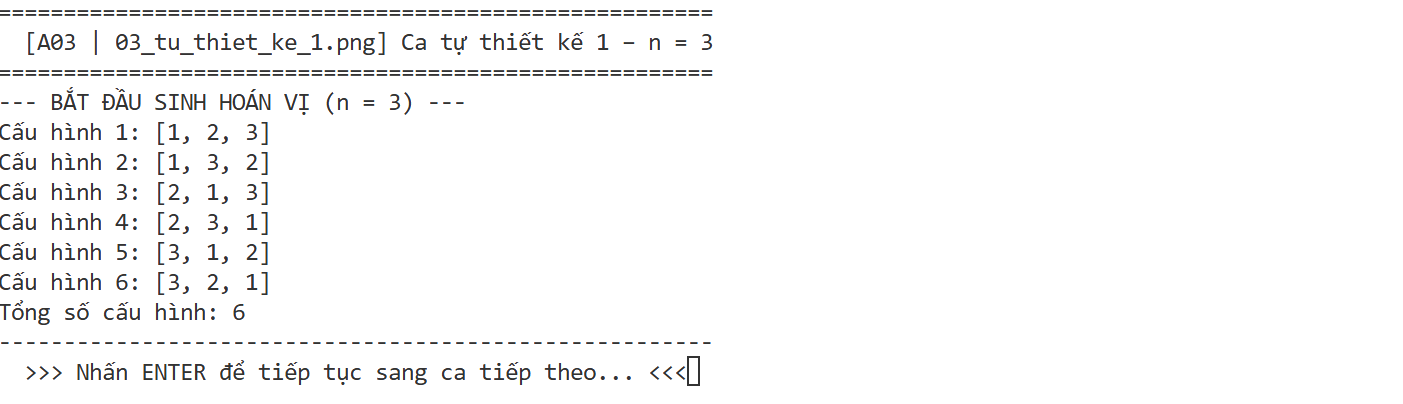 =======================================================
  [A03 | 03_tu_thiet_ke_1.png] Ca tự thiết kế 1 – n = 3
=======================================================
--- BẮT ĐẦU SINH HOÁN VỊ (n = 3) ---
Cấu hình 1: [1, 2, 3]
Cấu hình 2: [1, 3, 2]
Cấu hình 3: [2, 1, 3]
Cấu hình 4: [2, 3, 1]
Cấu hình 5: [3, 1, 2]
Cấu hình 6: [3, 2, 1]
Tổng số cấu hình: 6
-------------------------------------------------------
  >>> Nhấn ENTER để tiếp tục sang ca tiếp theo... <<<